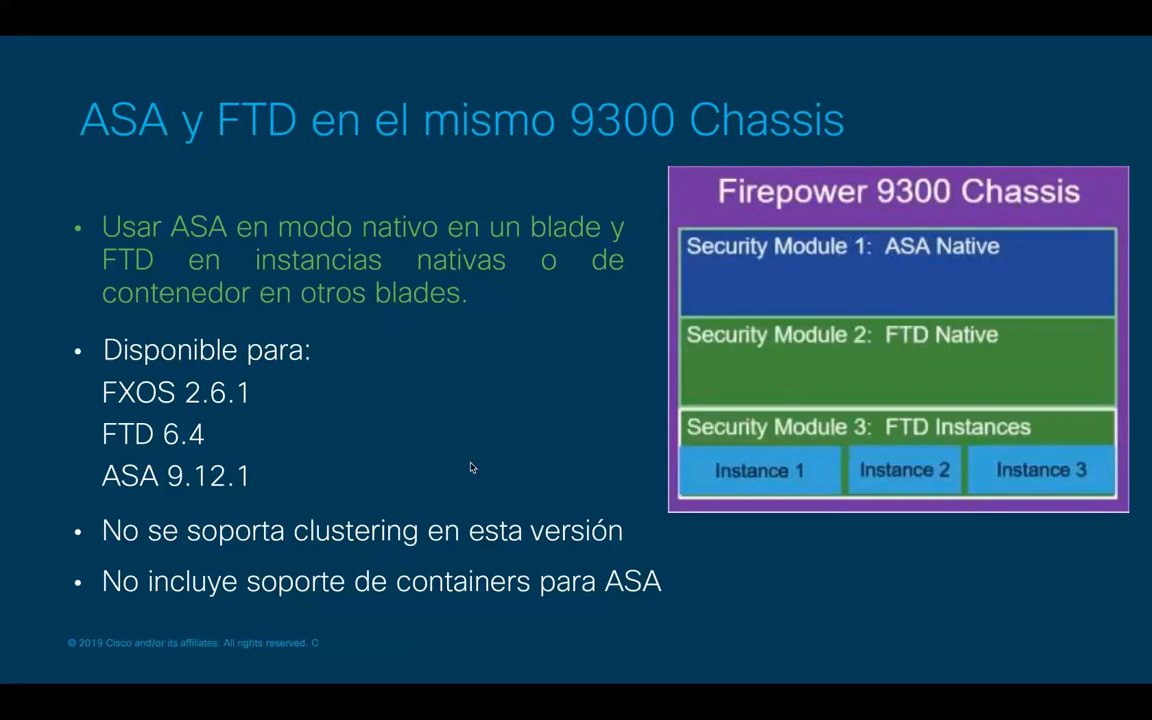 ASA y FTD en el mismo 9300 Chassis
• Usar ASA en modo nativo en un blade y
FTD en instancias nativas o de
contenedor en otros blades.
• Disponible para:
FXOS 2.6.1
FTD 6.4
ASA 9.12.1
• No se soporta clustering en esta versión
• No incluye soporte de containers para ASA
Firepower 9300 Chassis
Security Module 1: ASA Native
Security Module 2: FTD Native
Security Module 3: FTD Instances
Instance 1
Instance 2
Instance 3
© 2019 Cisco and/or its affiliates. All rights reserved. C